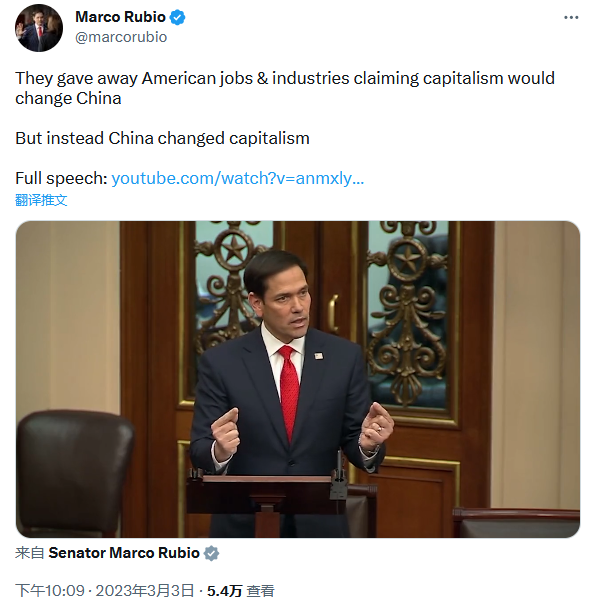 Marco Rubio
@marcorubio
They gave away American jobs & industries claiming capitalism would
change China
But instead China changed capitalism
Full speech: youtube.com/watch?v=anmxly...
翻译推文
来自 Senator Marco Rubio
下午10:09 · 2023年3月3日 · 5.4万 查看